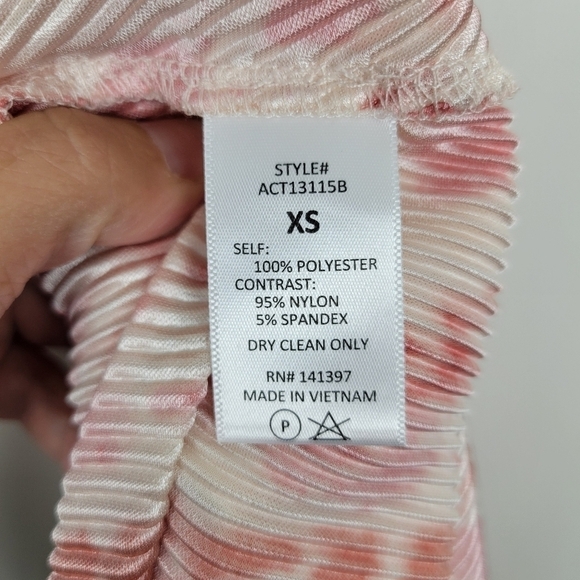 STYLE#
ACT13115B
XS
SELF:
100% POLYESTER
CONTRAST:
95% NYLON
5% SPANDEX
DRY CLEAN ONLY
RN# 141397
MADE IN VIETNAM
P